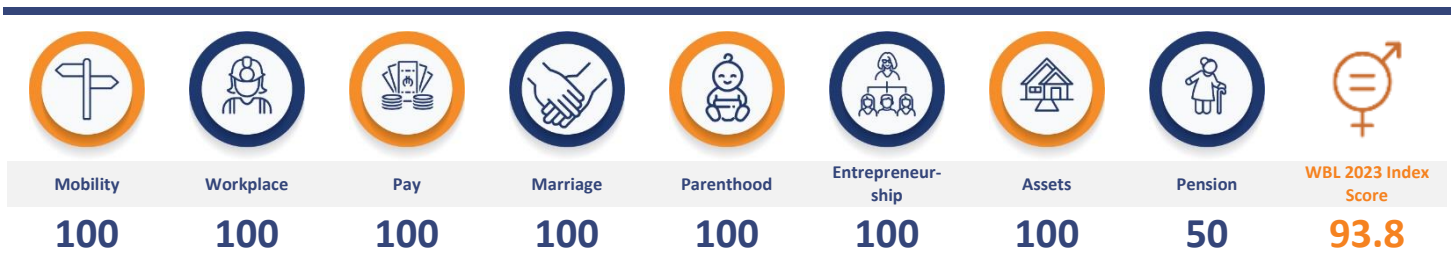 Mobility
Workplace
Pay
Marriage
Parenthood
Entrepreneur-
ship
Assets
Pension
WBL 2023 Index
Score
100
100
100
100
100
100
100
50
93.8